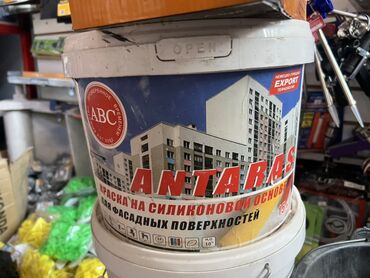 OPEN
ABC
EXPORT
ANTARAS
КРАСКА НА СИЛИКОНОВОЙ ОСНОВЕ
ДЛЯ ФАСАДНЫХ ПОВЕРХНОСТЕЙ